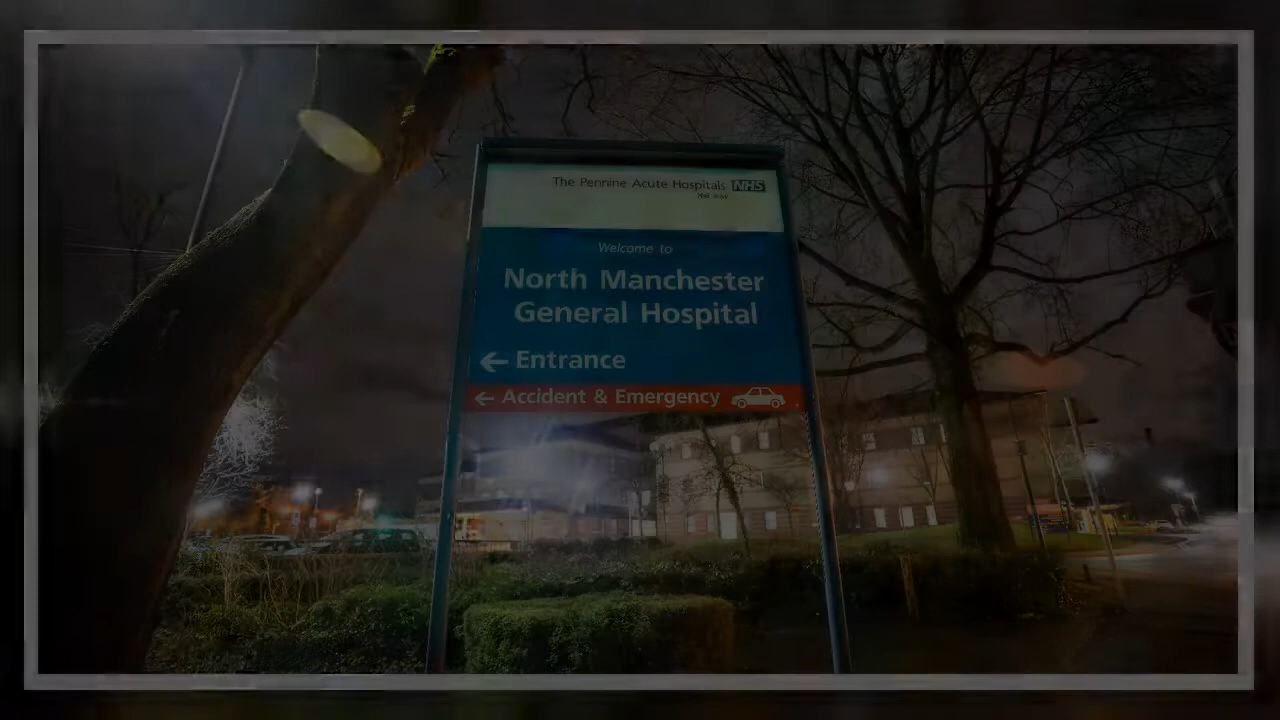 The Pennine Acute Hospitals NHS
Welcome to
North Manchester
General Hospital
← Entrance
← Accident & Emergency